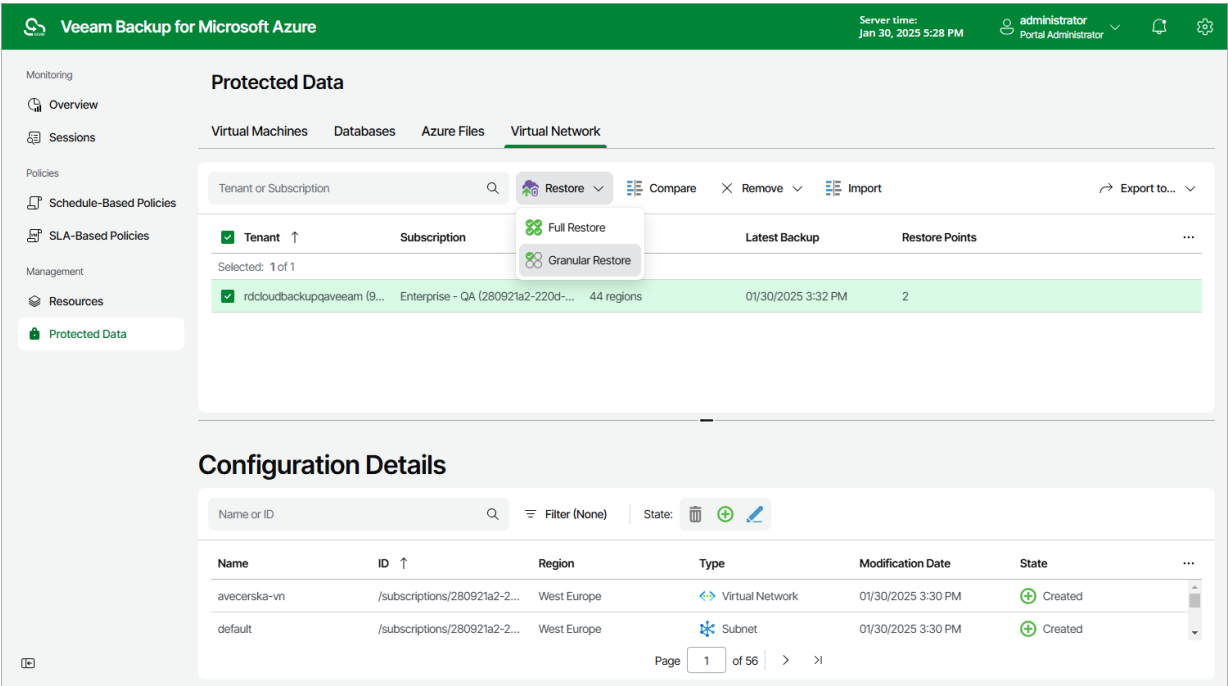 Veeam Backup for Microsoft Azure
Server time:
Jan 30, 2025 5:28 PM
administrator
Portal Administrator
Monitoring
Overview
Sessions
Policies
Schedule-Based Policies
SLA-Based Policies
Management
Resources
Protected Data
Protected Data
Virtual Machines Databases Azure Files Virtual Network
Tenant or Subscription Restore Compare Remove Import Export to...
Full Restore
Granular Restore
Tenant Subscription Latest Backup Restore Points
Selected: 1 of 1
rdcloudbackupqaveeam (9... Enterprise - QA (280921a2-220d-... 44 regions 01/30/2025 3:32 PM 2
Configuration Details
Name or ID Filter (None) State:
Name ID Region Type Modification Date State
avecerska-vn /subscriptions/280921a2-2... West Europe Virtual Network 01/30/2025 3:30 PM Created
default /subscriptions/280921a2-2... West Europe Subnet 01/30/2025 3:30 PM Created
Page 1 of 56